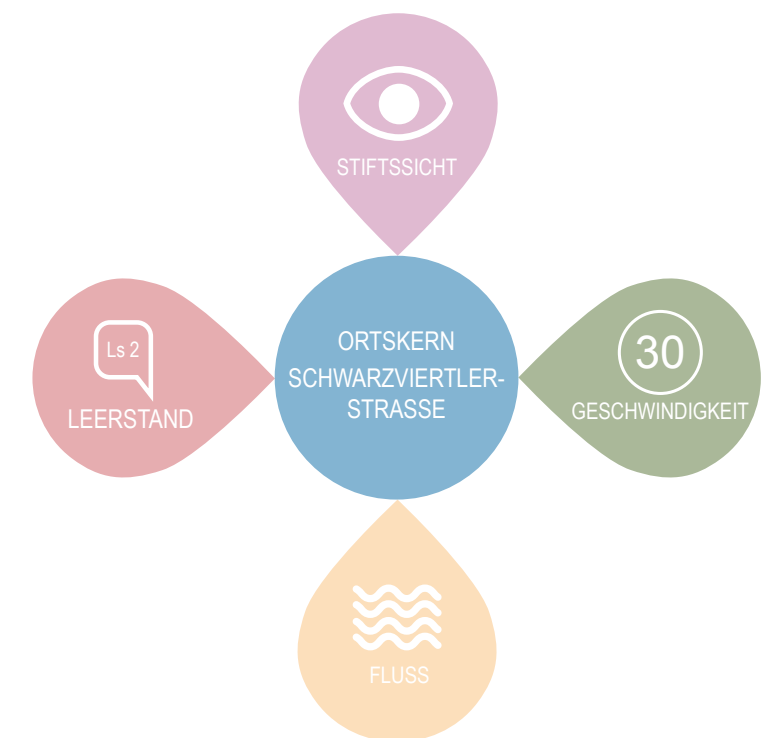 STIFTSSICHT
Ls 2
LEERSTAND
ORTSKERN
SCHWARZVIERTLER-
STRASSE
30
GESCHWINDIGKEIT
FLUSS